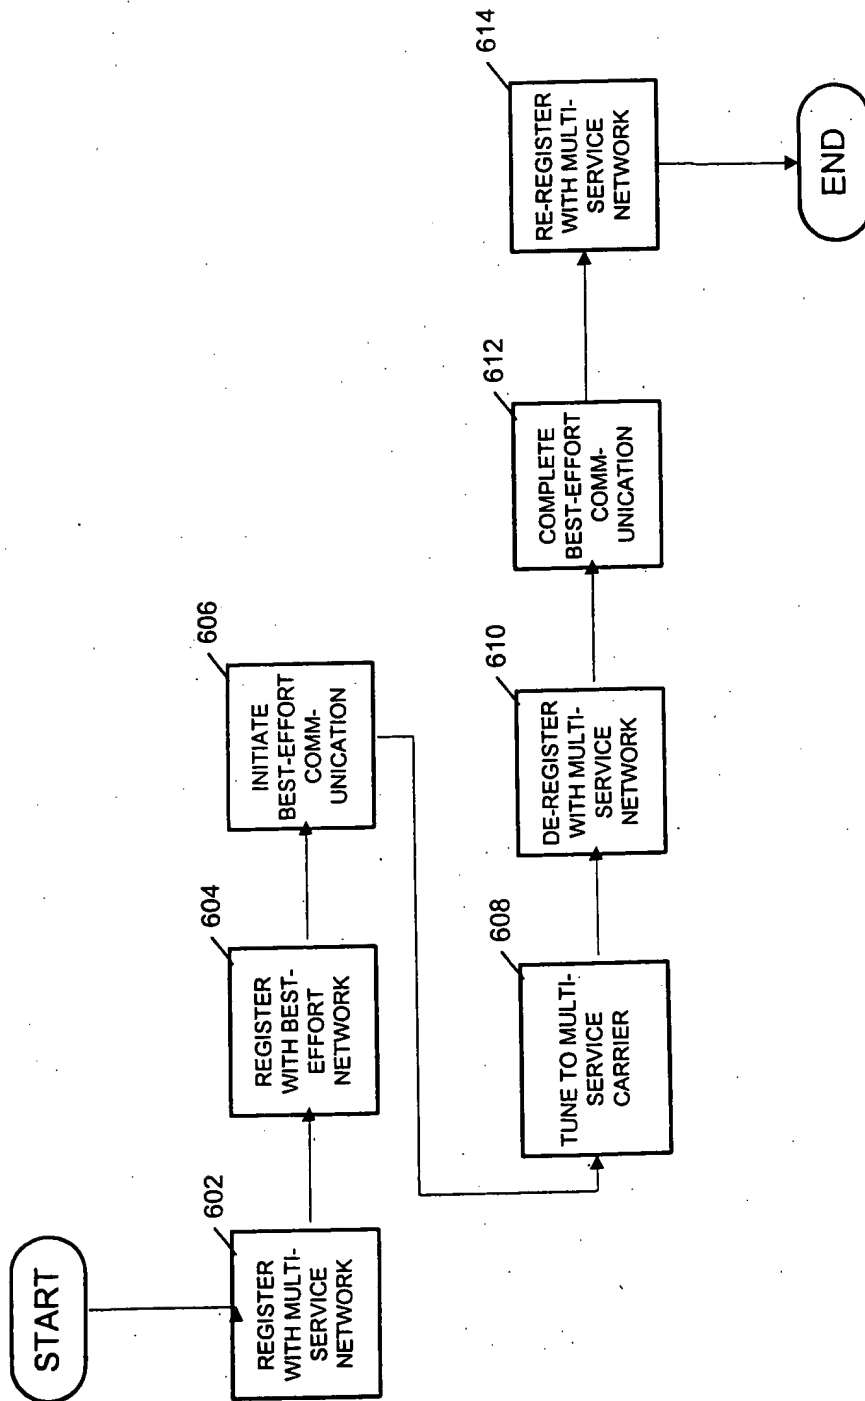 START
602
REGISTER
WITH MULTI-
SERVICE
NETWORK
604
REGISTER
WITH BEST-
EFFORT
NETWORK
606
INITIATE
BEST-EFFORT
COMM-
UNICATION
608
TUNE TO MULTI-
SERVICE
CARRIER
610
DE-REGISTER
WITH MULTI-
SERVICE
NETWORK
612
COMPLETE
BEST-EFFORT
COMM-
UNICATION
614
RE-REGISTER
WITH MULTI-
SERVICE
NETWORK
END